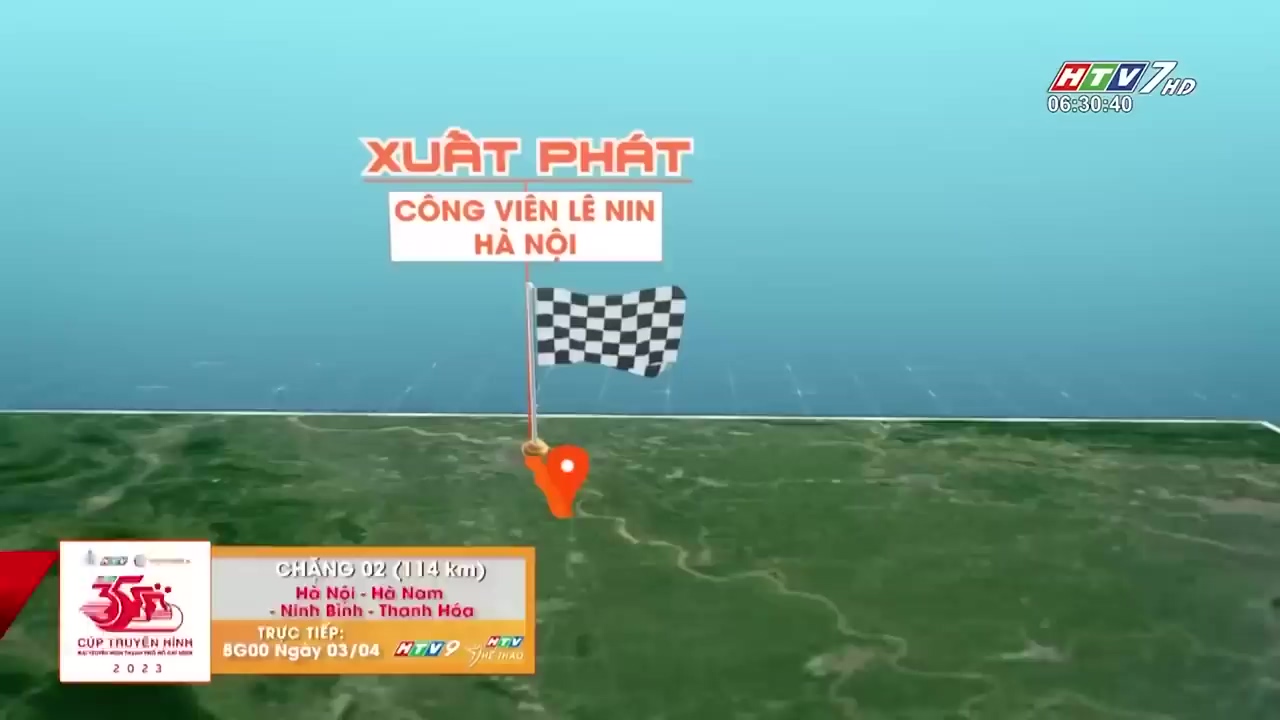 HTV7 HD
06:30:40
XUẤT PHÁT
CÔNG VIÊN LÊ NIN
HÀ NỘI
HTV
35
CÚP TRUYỀN HÌNH
2023
CHẶNG 02 (114 km)
Hà Nội - Hà Nam
- Ninh Bình - Thanh Hóa
TRỰC TIẾP:
8G00 Ngày 03/04
HTV9
HTV
THỂ THAO